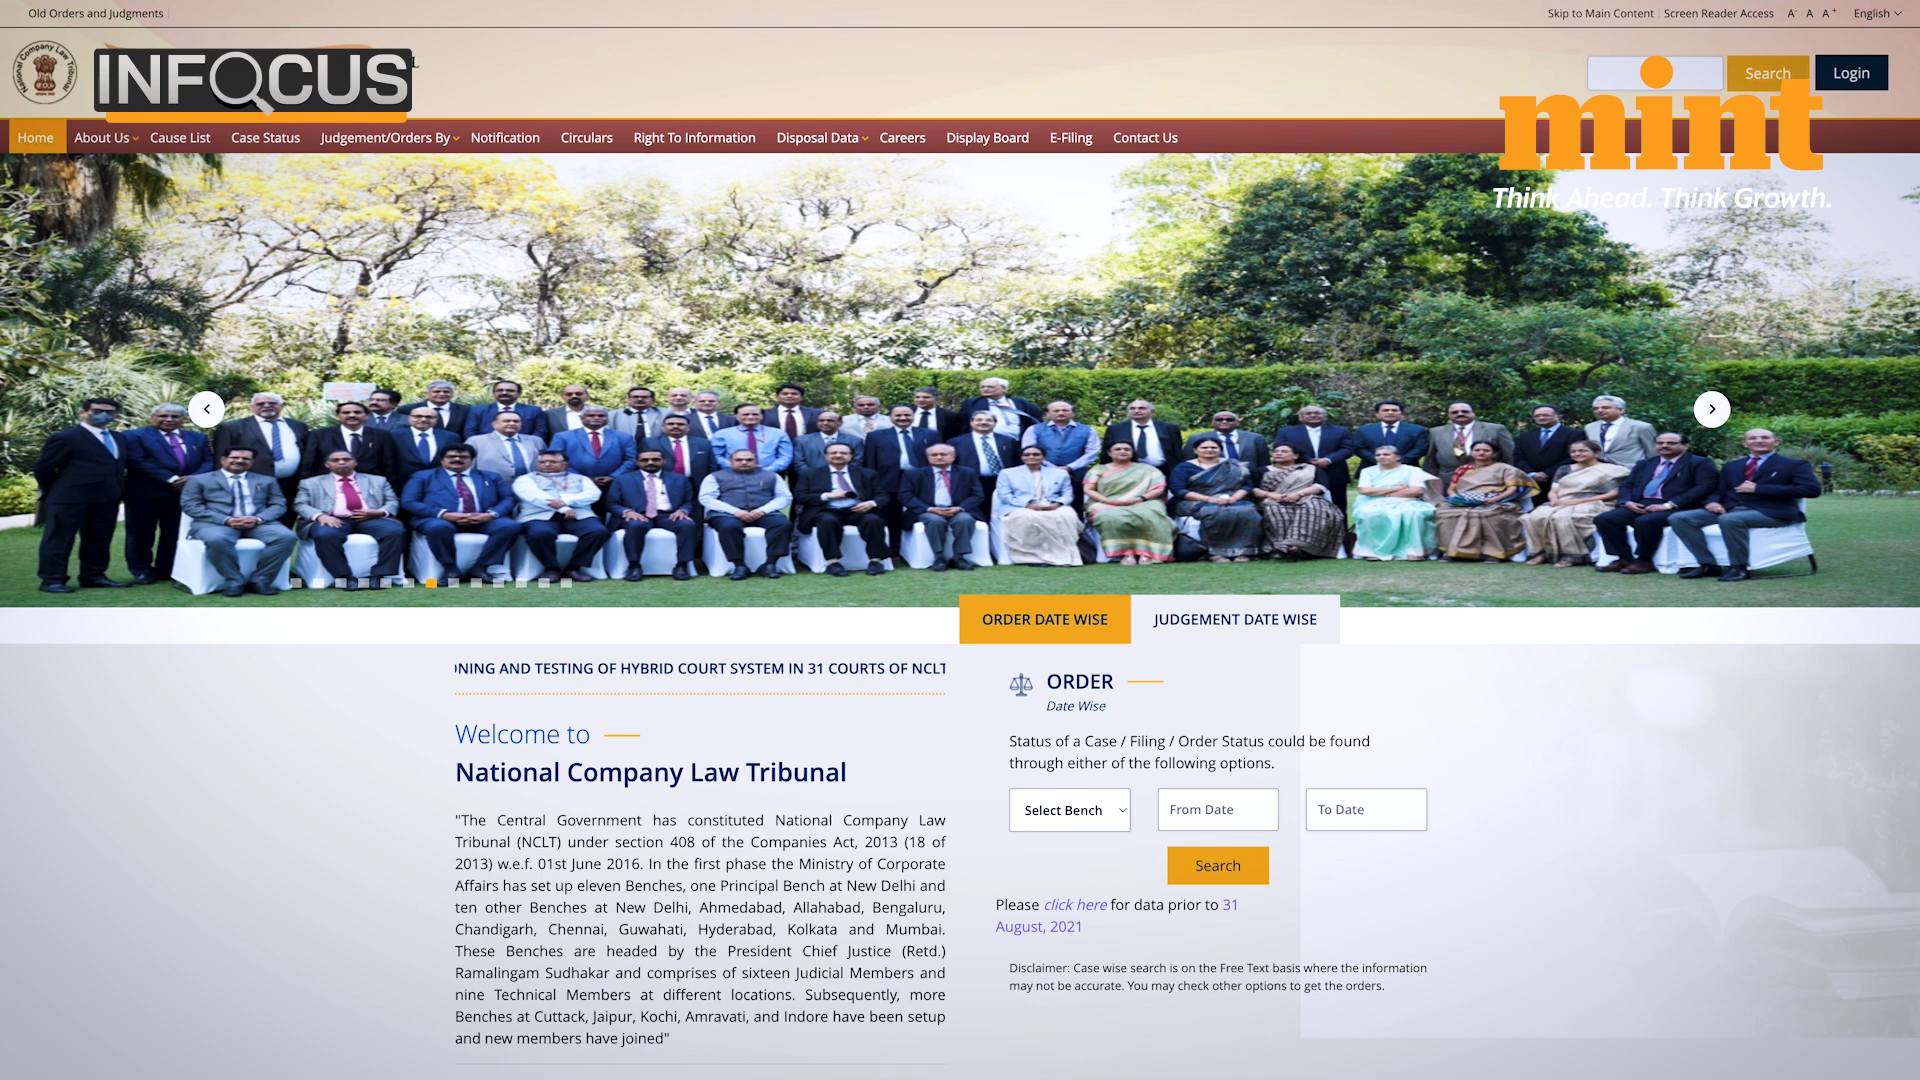 Old Orders and Judgments
Skip to Main Content
Screen Reader Access
A-
A
A+
English
National Company Law Tribunal
INFOCUS
L
Search
Login
mint
Think Ahead. Think Growth.
Home
About Us
Cause List
Case Status
Judgement/Orders By
Notification
Circulars
Right To Information
Disposal Data
Careers
Display Board
E-Filing
Contact Us
ORDER DATE WISE
JUDGEMENT DATE WISE
ONING AND TESTING OF HYBRID COURT SYSTEM IN 31 COURTS OF NCLT
Welcome to
National Company Law Tribunal
"The Central Government has constituted National Company Law
Tribunal (NCLT) under section 408 of the Companies Act, 2013 (18 of
2013) w.e.f. 01st June 2016. In the first phase the Ministry of Corporate
Affairs has set up eleven Benches, one Principal Bench at New Delhi and
ten other Benches at New Delhi, Ahmedabad, Allahabad, Bengaluru,
Chandigarh, Chennai, Guwahati, Hyderabad, Kolkata and Mumbai.
These Benches are headed by the President Chief Justice (Retd.)
Ramalingam Sudhakar and comprises of sixteen Judicial Members and
nine Technical Members at different locations. Subsequently, more
Benches at Cuttack, Jaipur, Kochi, Amravati, and Indore have been setup
and new members have joined"
ORDER
Date Wise
Status of a Case / Filing / Order Status could be found
through either of the following options.
Select Bench
From Date
To Date
Search
Please click here for data prior to 31
August, 2021
Disclaimer: Case wise search is on the Free Text basis where the information
may not be accurate. You may check other options to get the orders.